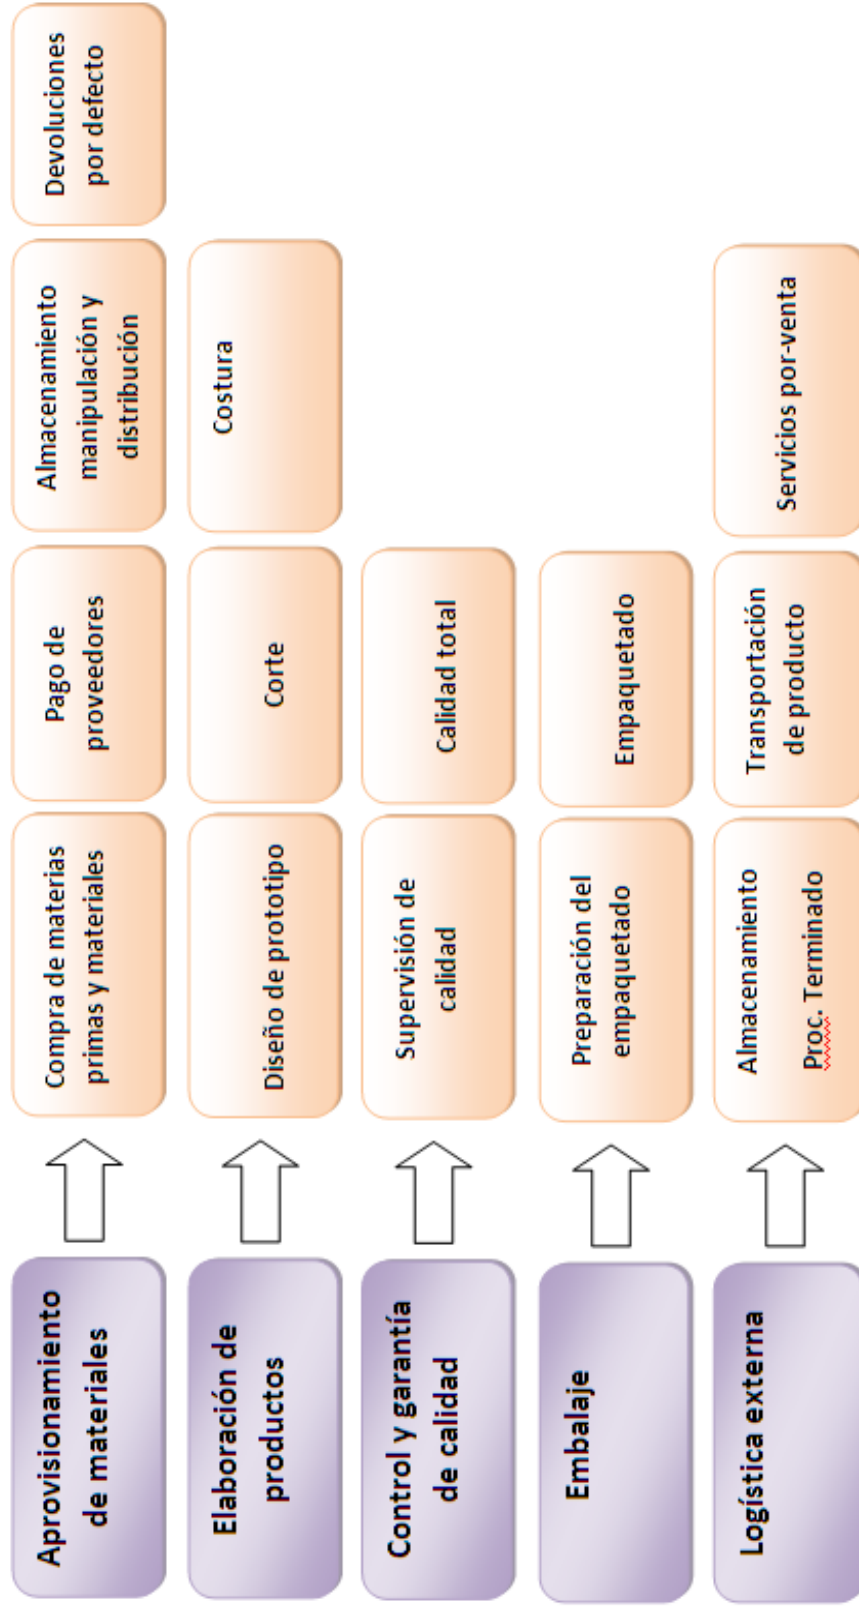 Aprovisionamiento
de materiales
Compra de materias
primas y materiales
Pago de
proveedores
Almacenamiento
manipulación y
distribución
Devoluciones
por defecto
Elaboración de
productos
Diseño de prototipo
Corte
Costura
Control y garantía
de calidad
Supervisión de
calidad
Calidad total
Embalaje
Preparación del
empaquetado
Empaquetado
Logística externa
Almacenamiento
Proc. Terminado
Transportación
de producto
Servicios por-venta